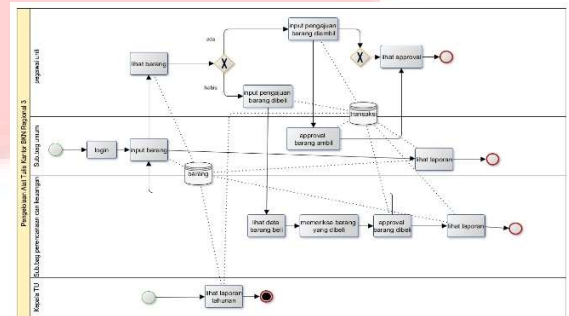 Pengelolaan Alat Tulis Kantor BKN Regional 3
pegawai unit
lihat barang
ada
habis
input pengajuan
barang diambil
input pengajuan
barang dibeli
lihat approval
transaksi
Sub.bag umum
login
input barang
approval
barang ambil
lihat laporan
barang
Sub.bag perencanaan dan keuangan
lihat data
barang beli
memeriksa barang
yang dibeli
approval
barang dibeli
lihat laporan
Kepala TU
lihat laporan
tahunan